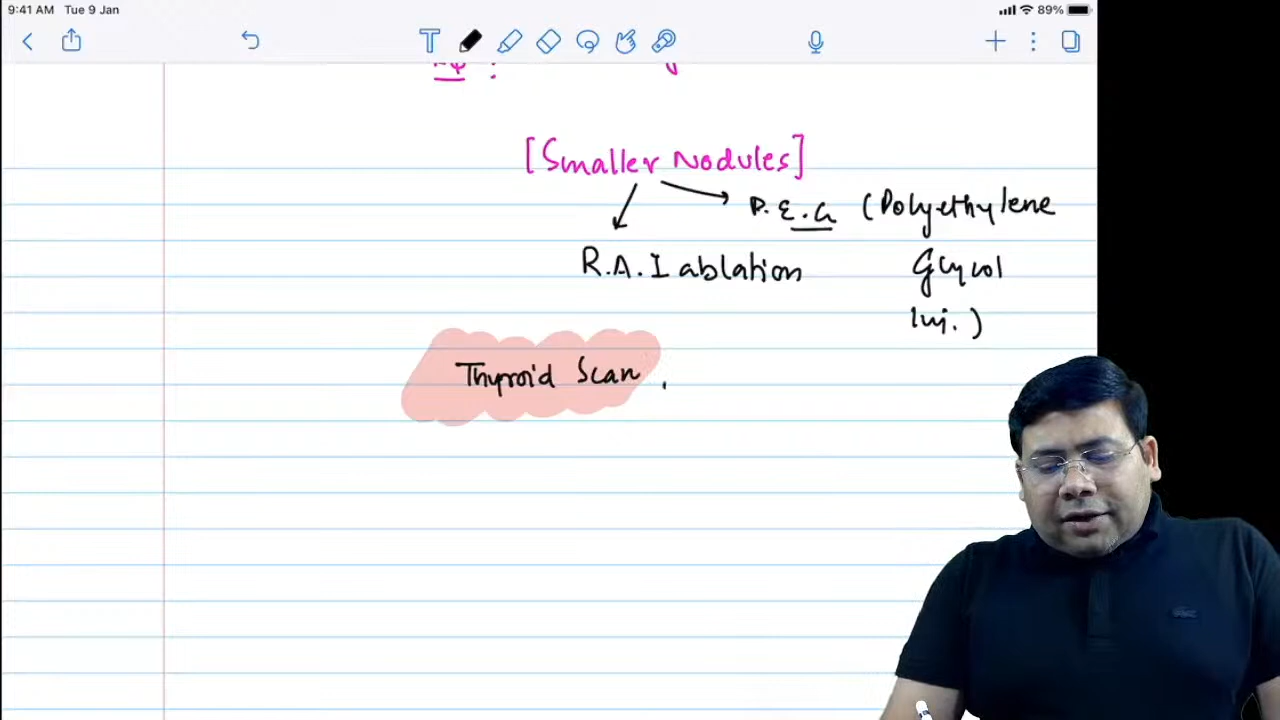 9:41 AM Tue 9 Jan
89%
[Smaller Nodules]
P.E.G (Polyethylene
Glycol
Inj.)
R.A.I ablation
Thyroid Scan